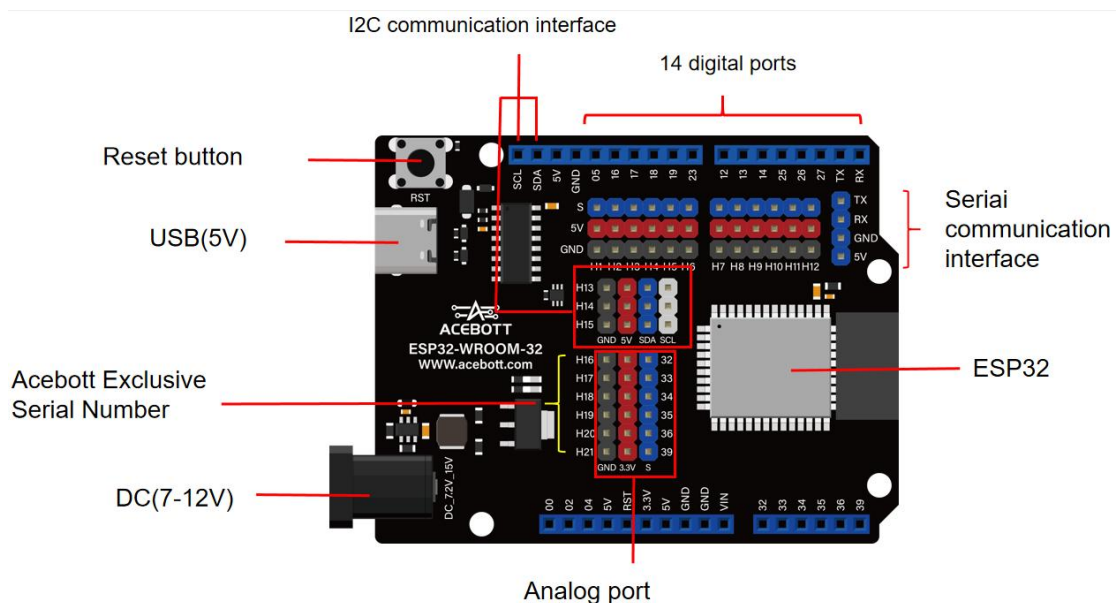 I2C communication interface
14 digital ports
Reset button
USB(5V)
Acebott Exclusive
Serial Number
DC(7-12V)
Seriai
communication
interface
ESP32
Analog port
RST
SCL
SDA
5V
GND
05
16
17
18
19
23
12
13
14
25
26
27
TX
RX
S
5V
GND
H1 H2 H3 H4 H5 H6
H7 H8 H9 H10 H11 H12
TX
RX
GND
5V
H13
H14
H15
GND 5V SDA SCL
ACEBOTT
ESP32-WROOM-32
WWW.acebott.com
H16 32
H17 33
H18 34
H19 35
H20 36
H21 39
GND 3.3V S
DC_7.2V_15V
00
02
04
5V
RST
3.3V
5V
GND
GND
VIN
32
33
34
35
36
39